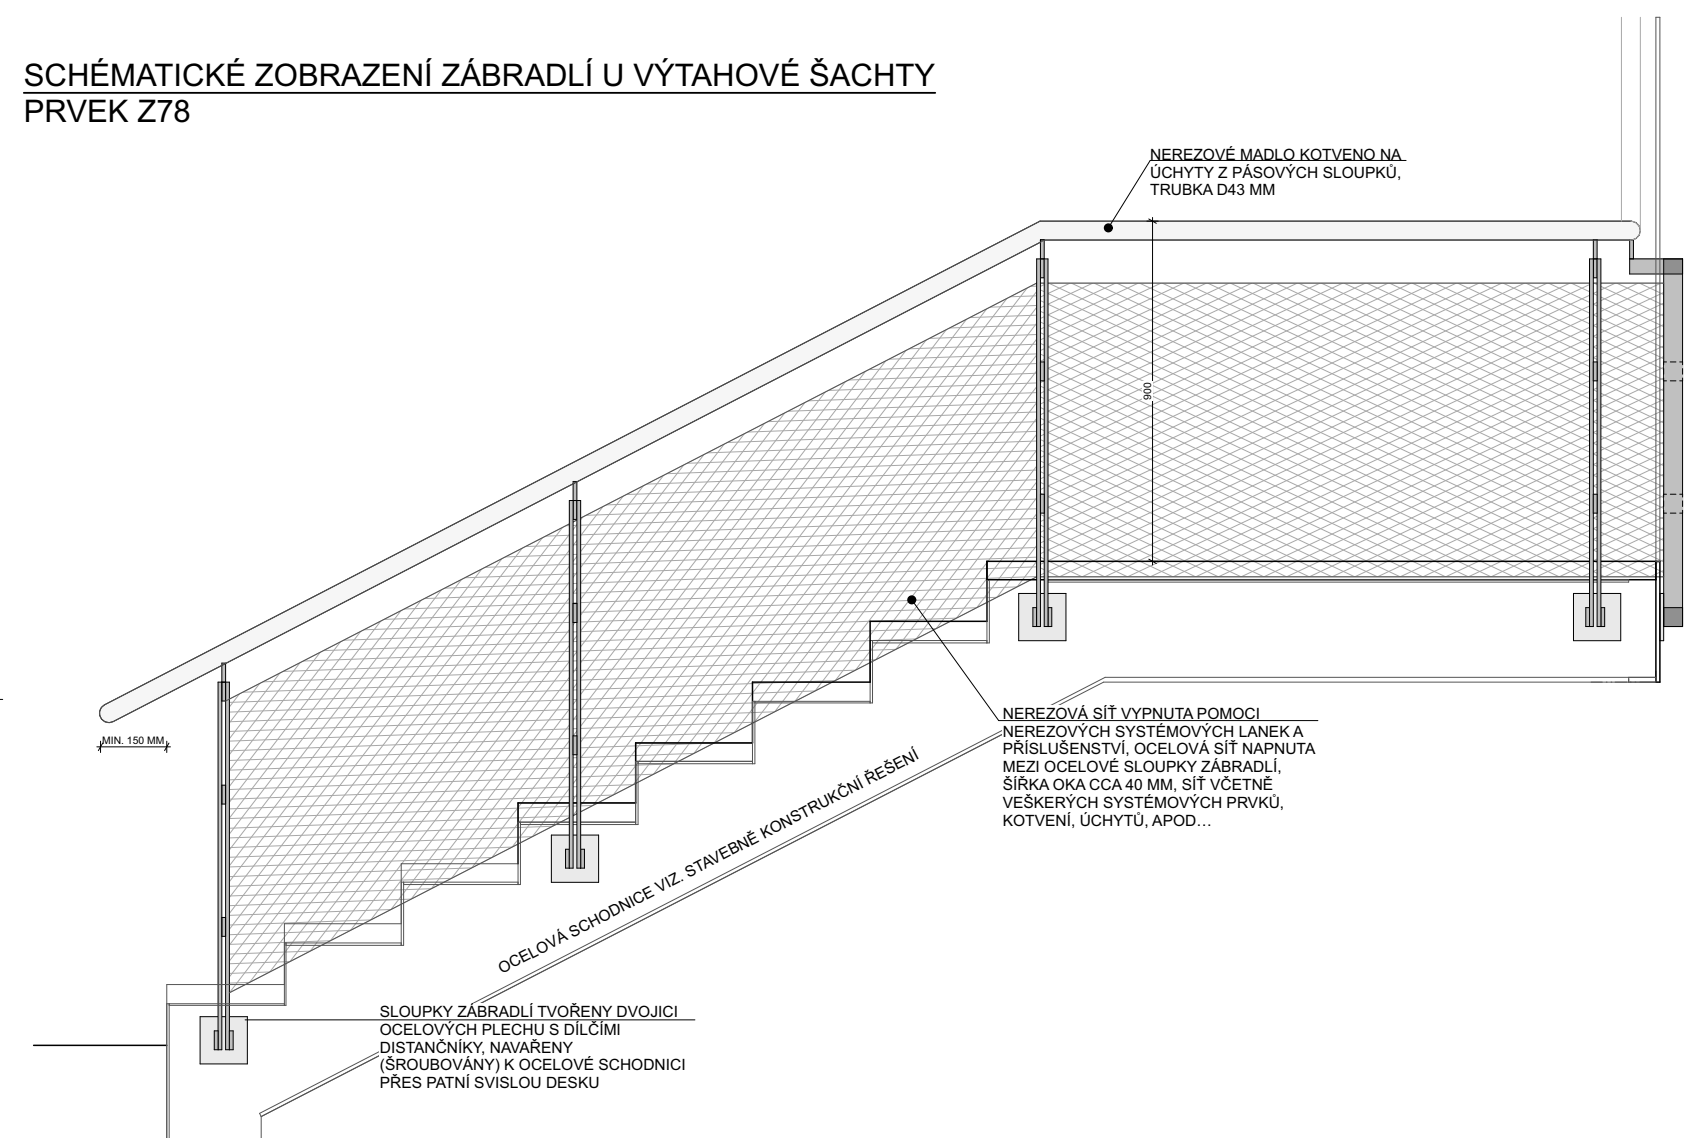 SCHÉMATICKÉ ZOBRAZENÍ ZÁBRADLÍ U VÝTAHOVÉ ŠACHTY
PRVEK Z78
NEREZOVÉ MADLO KOTVENO NA
ÚCHYTY Z PÁSOVÝCH SLOUPKŮ,
TRUBKA D43 MM
900
MIN. 150 MM
NEREZOVÁ SÍŤ VYPNUTA POMOCI
NEREZOVÝCH SYSTÉMOVÝCH LANEK A
PŘÍSLUŠENSTVÍ, OCELOVÁ SÍŤ NAPNUTA
MEZI OCELOVÉ SLOUPKY ZÁBRADLÍ,
ŠÍŘKA OKA CCA 40 MM, SÍŤ VČETNĚ
VEŠKERÝCH SYSTÉMOVÝCH PRVKŮ,
KOTVENÍ, ÚCHYTŮ, APOD...
OCELOVÁ SCHODNICE VIZ. STAVEBNĚ KONSTRUKČNÍ ŘEŠENÍ
SLOUPKY ZÁBRADLÍ TVOŘENY DVOJICI
OCELOVÝCH PLECHU S DÍLČÍMI
DISTANČNÍKY, NAVAŘENY
(ŠROUBOVÁNY) K OCELOVÉ SCHODNICI
PŘES PATNÍ SVISLOU DESKU